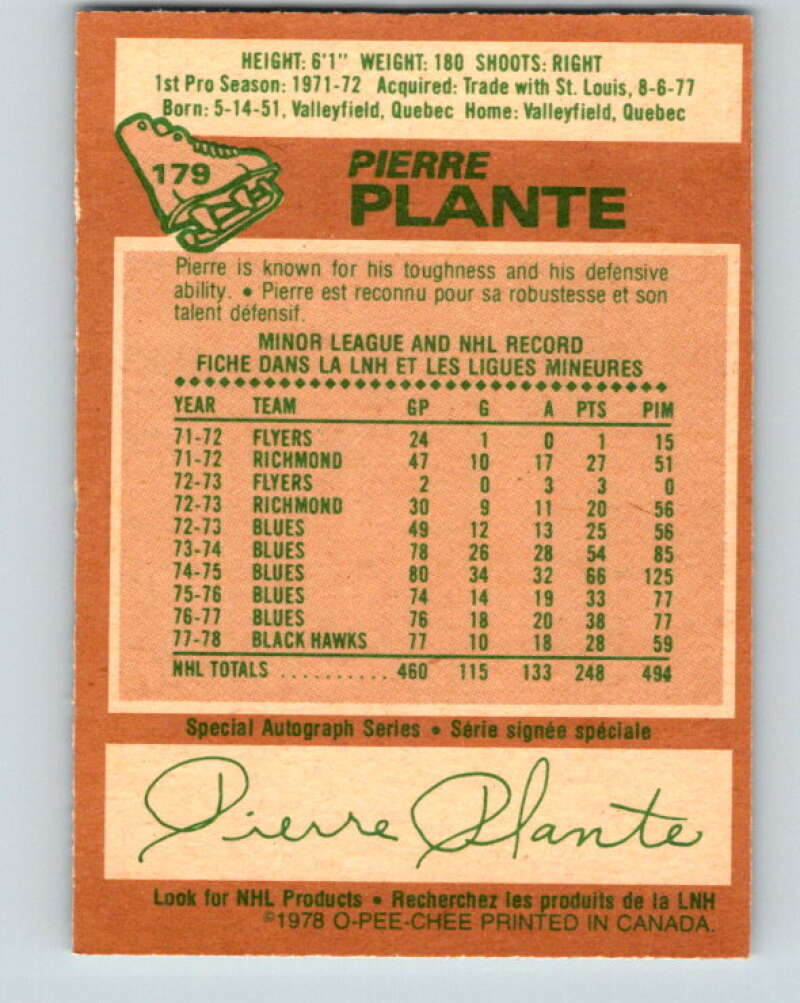 HEIGHT: 6'1" WEIGHT: 180 SHOOTS: RIGHT
1st Pro Season: 1971-72 Acquired: Trade with St. Louis, 8-6-77
Born: 5-14-51, Valleyfield, Quebec Home: Valleyfield, Quebec
179
PIERRE
PLANTE
Pierre is known for his toughness and his defensive
ability. • Pierre est reconnu pour sa robustesse et son
talent défensif.
MINOR LEAGUE AND NHL RECORD
FICHE DANS LA LNH ET LES LIGUES MINEURES
YEAR TEAM GP G A PTS PIM
71-72 FLYERS 24 1 0 1 15
71-72 RICHMOND 47 10 17 27 51
72-73 FLYERS 2 0 3 3 0
72-73 RICHMOND 30 9 11 20 56
72-73 BLUES 49 12 13 25 56
73-74 BLUES 78 26 28 54 85
74-75 BLUES 80 34 32 66 125
75-76 BLUES 74 14 19 33 77
76-77 BLUES 76 18 20 38 77
77-78 BLACK HAWKS 77 10 18 28 59
NHL TOTALS .......... 460 115 133 248 494
Special Autograph Series • Série signée spéciale
Pierre Plante
Look for NHL Products • Recherchez les produits de la LNH
©1978 O-PEE-CHEE PRINTED IN CANADA.